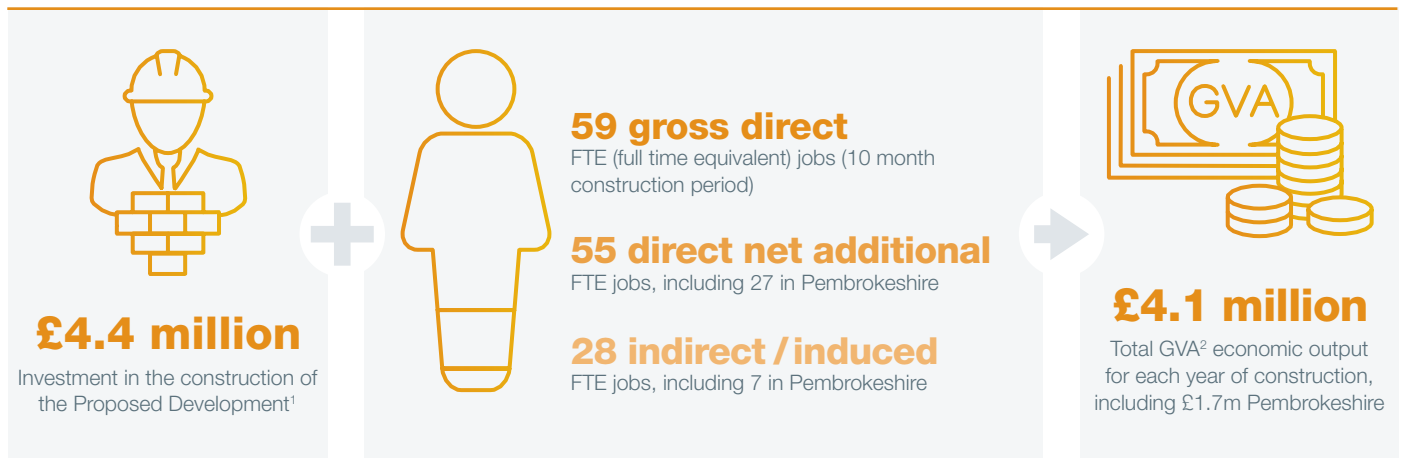 £4.4 million
Investment in the construction of
the Proposed Development¹
59 gross direct
FTE (full time equivalent) jobs (10 month
construction period)
55 direct net additional
FTE jobs, including 27 in Pembrokeshire
28 indirect / induced
FTE jobs, including 7 in Pembrokeshire
GVA
£4.1 million
Total GVA² economic output
for each year of construction,
including £1.7m Pembrokeshire